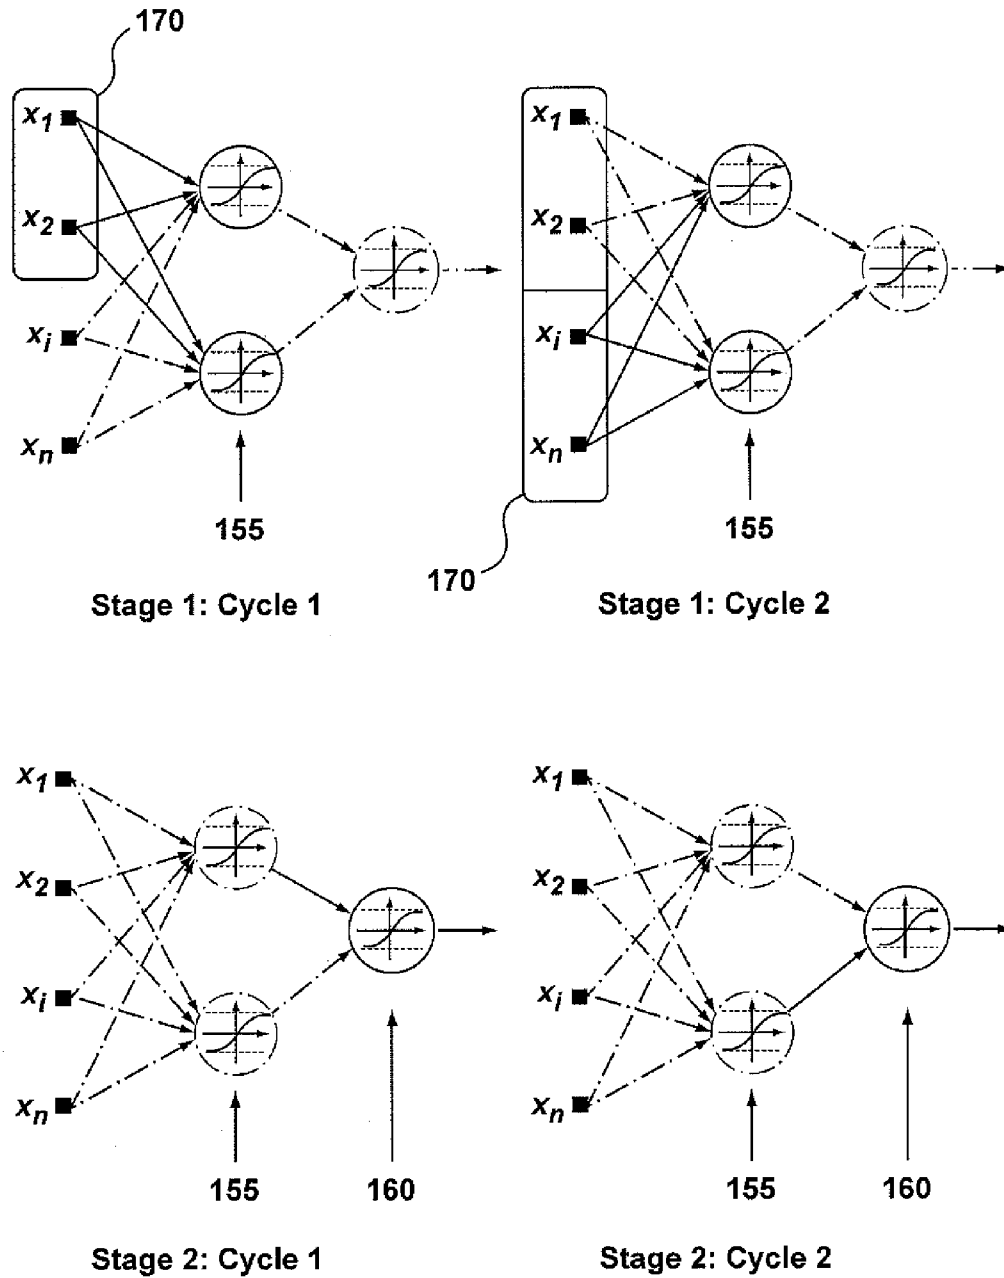 170
x1
x2
xi
xn
155
Stage 1: Cycle 1
x1
x2
xi
xn
170
155
Stage 1: Cycle 2
x1
x2
xi
xn
155
160
Stage 2: Cycle 1
x1
x2
xi
xn
155
160
Stage 2: Cycle 2